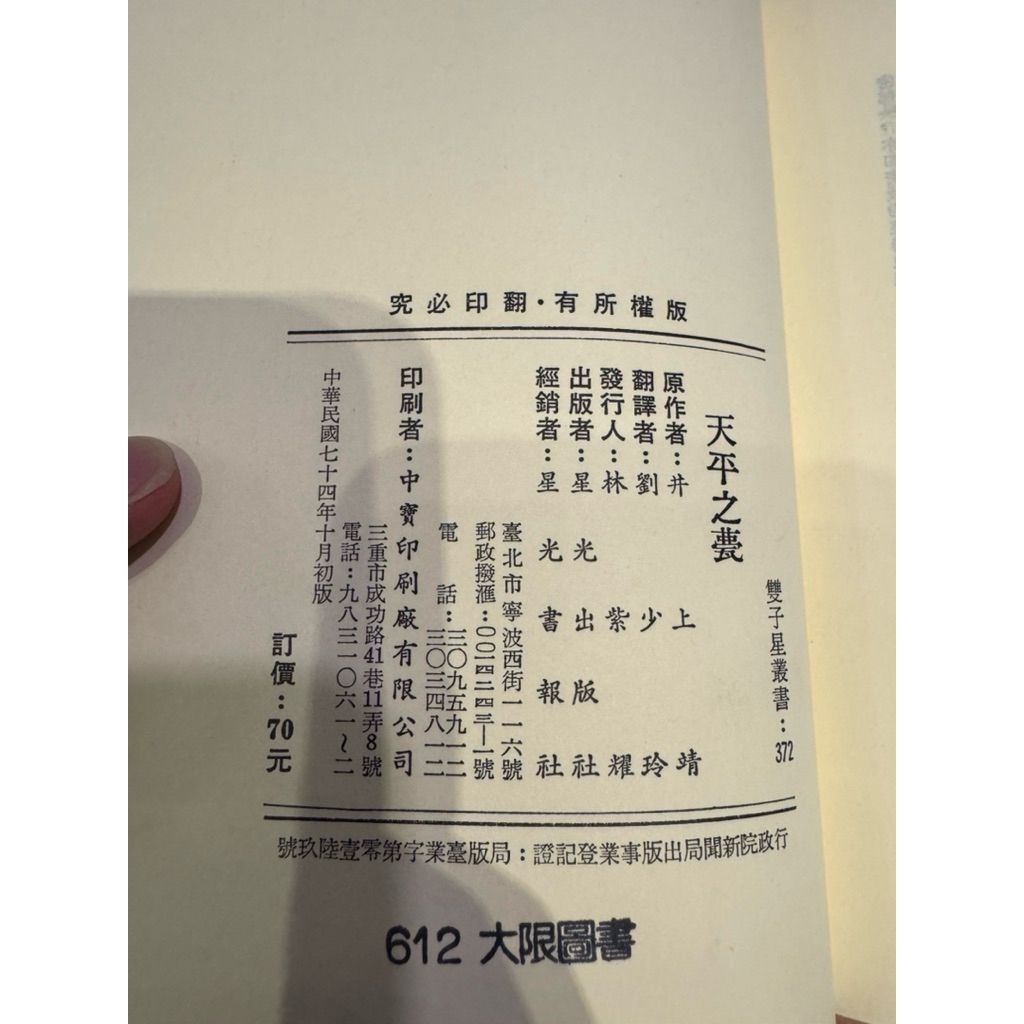 版權所有・翻印必究
天平之甍
雙子星叢書：372
原作者：井上靖
翻譯者：劉少玲
發行人：林紫耀
出版者：星光出版社
經銷者：星光書報社
臺北市寧波西街一一六號
郵政撥滙：００一四二四三—一號
電話：三〇九五九一二
三〇三四八一二
印刷者：中寶印刷廠有限公司
三重市成功路41巷11弄8號
電話：九八三一〇六一～二
中華民國七十四年十月初版
訂價：70元
行政院新聞局出版事業登記證：局版臺業字第零壹陸玖號
612 大限圖書